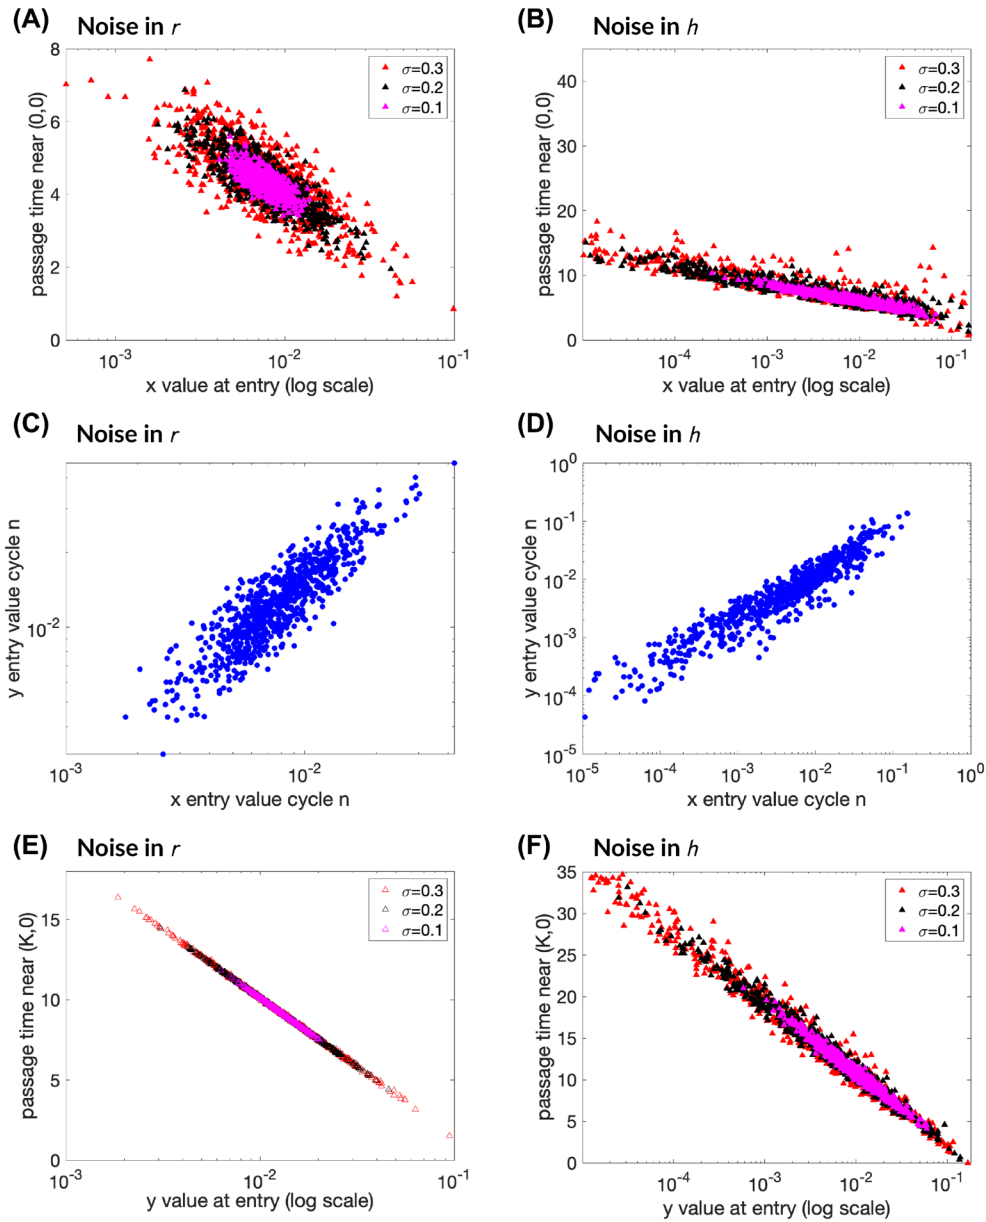 (A) Noise in r
passage time near (0,0)
8
6
4
2
0
σ=0.3
σ=0.2
σ=0.1
10⁻³ 10⁻² 10⁻¹
x value at entry (log scale)
(B) Noise in h
passage time near (0,0)
40
30
20
10
0
σ=0.3
σ=0.2
σ=0.1
10⁻⁴ 10⁻³ 10⁻² 10⁻¹
x value at entry (log scale)
(C) Noise in r
y entry value cycle n
10⁻²
10⁻³ 10⁻²
x entry value cycle n
(D) Noise in h
y entry value cycle n
10⁰
10⁻¹
10⁻²
10⁻³
10⁻⁴
10⁻⁵
10⁻⁵ 10⁻⁴ 10⁻³ 10⁻² 10⁻¹ 10⁰
x entry value cycle n
(E) Noise in r
passage time near (K,0)
15
10
5
0
σ=0.3
σ=0.2
σ=0.1
10⁻³ 10⁻² 10⁻¹
y value at entry (log scale)
(F) Noise in h
passage time near (K,0)
35
30
25
20
15
10
5
0
σ=0.3
σ=0.2
σ=0.1
10⁻⁴ 10⁻³ 10⁻² 10⁻¹
y value at entry (log scale)